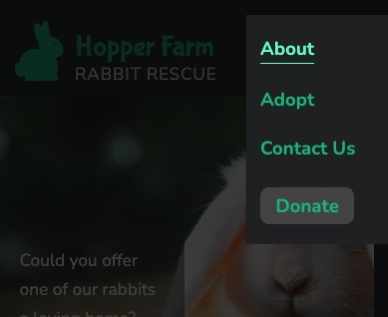 Hopper Farm
RABBIT RESCUE
About
Adopt
Contact Us
Donate
Could you offer
one of our rabbits
a loving home?